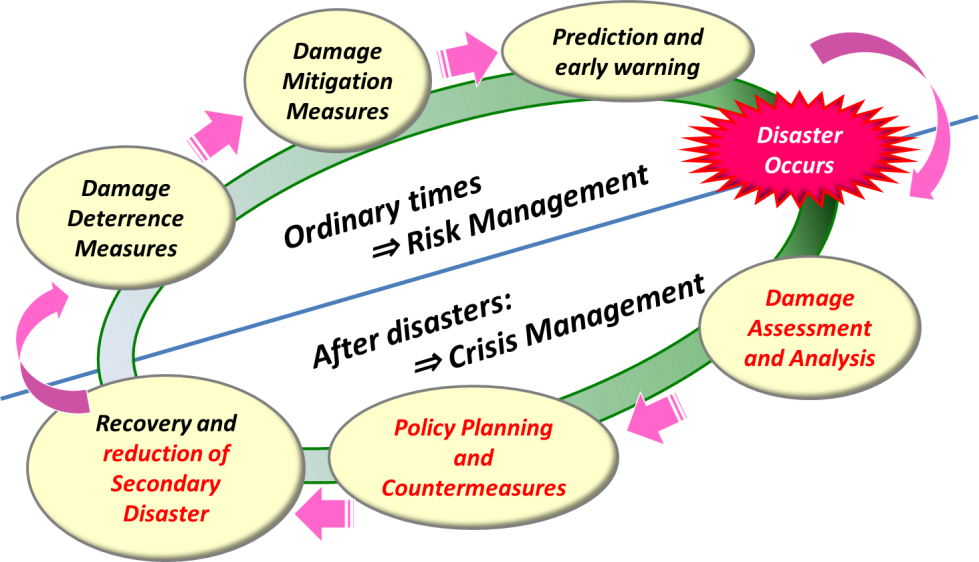 Damage
Mitigation
Measures
Prediction and
early warning
Disaster
Occurs
Damage
Deterrence
Measures
Ordinary times
⇒ Risk Management
After disasters:
⇒ Crisis Management
Damage
Assessment
and Analysis
Policy Planning
and
Countermeasures
Recovery and
reduction of
Secondary
Disaster